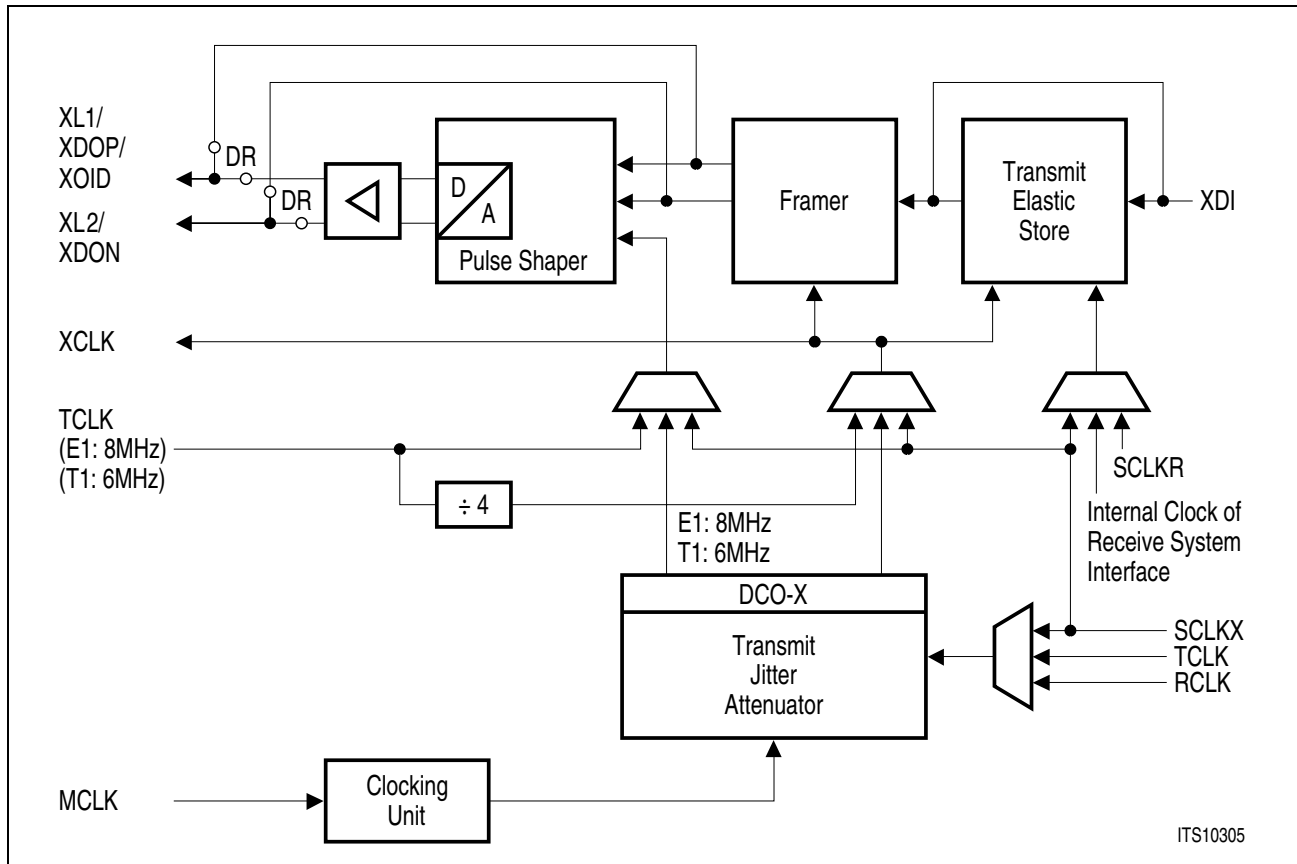 XL1/
XDOP/
XOID
DR
XL2/
XDON
DR
D
A
Pulse Shaper
Framer
Transmit
Elastic
Store
XDI
XCLK
TCLK
(E1: 8MHz)
(T1: 6MHz)
÷ 4
E1: 8MHz
T1: 6MHz
SCLKR
Internal Clock of
Receive System
Interface
DCO-X
Transmit
Jitter
Attenuator
SCLKX
TCLK
RCLK
MCLK
Clocking
Unit
ITS10305